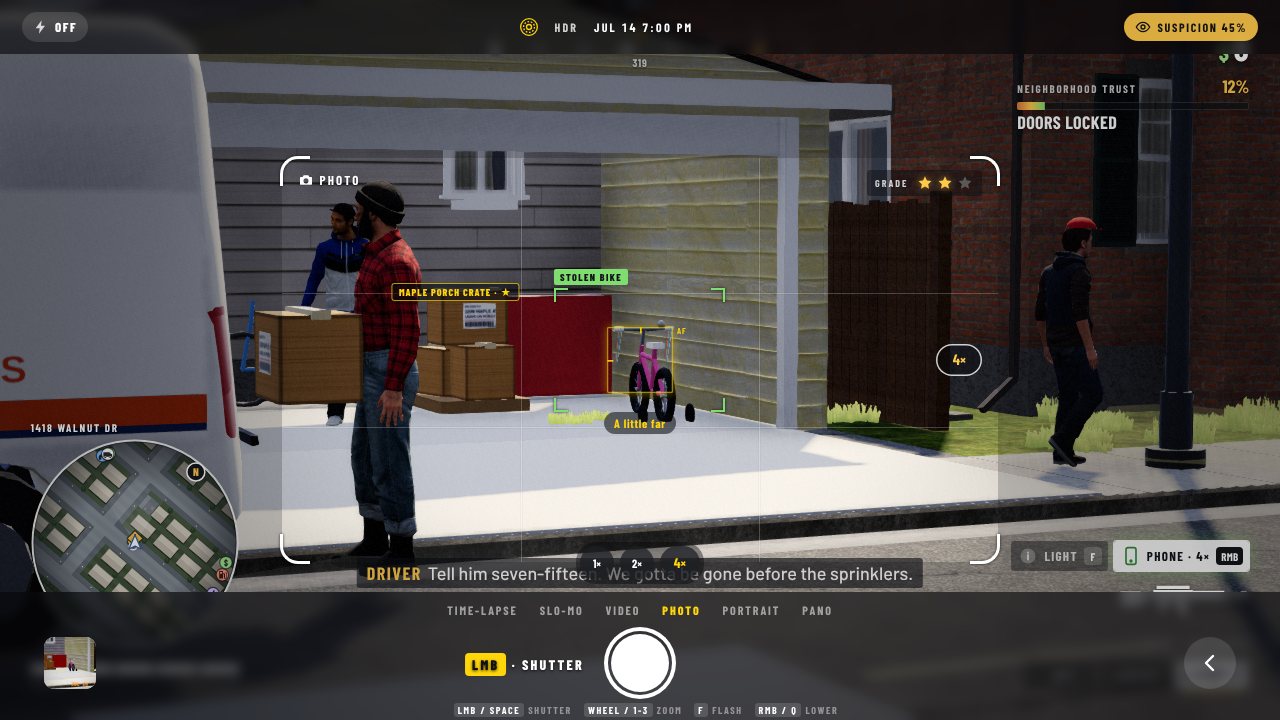 OFF
HDR JUL 14 7:00 PM
SUSPICION 45%
319
NEIGHBORHOOD TRUST 12%
DOORS LOCKED
PHOTO
GRADE
STOLEN BIKE
MAPLE PORCH CRATE · ★
AF
4×
A little far
S
1418 WALNUT DR
N
$
LIGHT F
PHONE · 4× RMB
1× 2× 4×
DRIVER Tell him seven-fifteen. We gotta be gone before the sprinklers.
TIME-LAPSE SLO-MO VIDEO PHOTO PORTRAIT PANO
LMB · SHUTTER
LMB / SPACE SHUTTER WHEEL / 1-3 ZOOM F FLASH RMB / Q LOWER